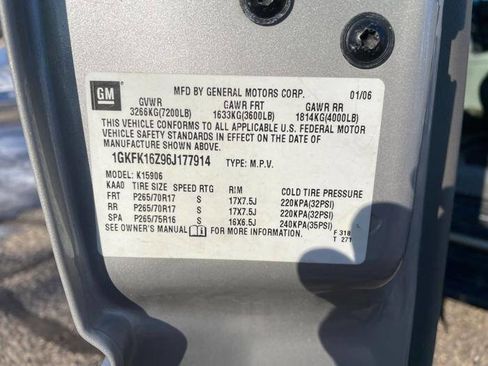 GM
MFD BY GENERAL MOTORS CORP. 01/06
GVWR GAWR FRT GAWR RR
3266KG(7200LB) 1633KG(3600LB) 1814KG(4000LB)
THIS VEHICLE CONFORMS TO ALL APPLICABLE U.S. FEDERAL MOTOR
VEHICLE SAFETY STANDARDS IN EFFECT ON THE DATE OF
MANUFACTURE SHOWN ABOVE.
1GKFK16Z96J177914 TYPE: M.P.V.
MODEL: K15906
KAA0 TIRE SIZE SPEED RTG RIM COLD TIRE PRESSURE
FRT P265/70R17 S 17X7.5J 220KPA(32PSI)
RR P265/70R17 S 17X7.5J 220KPA(32PSI)
SPA P265/75R16 S 16X6.5J 240KPA(35PSI)
SEE OWNER'S MANUAL FOR MORE INFORMATION. F 318
T 271